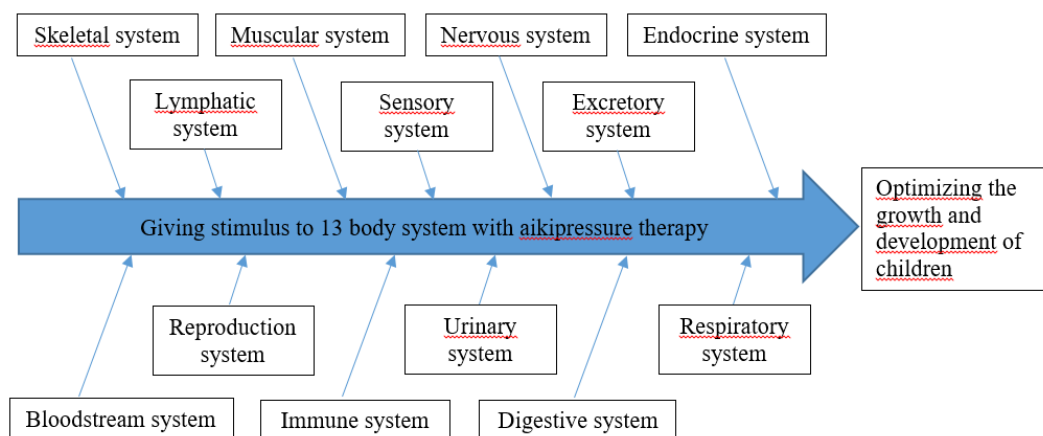 Skeletal system
Muscular system
Nervous system
Endocrine system
Lymphatic
system
Sensory
system
Excretory
system
Giving stimulus to 13 body system with aikipressure therapy
Optimizing the
growth and
development of
children
Reproduction
system
Urinary
system
Respiratory
system
Bloodstream system
Immune system
Digestive system